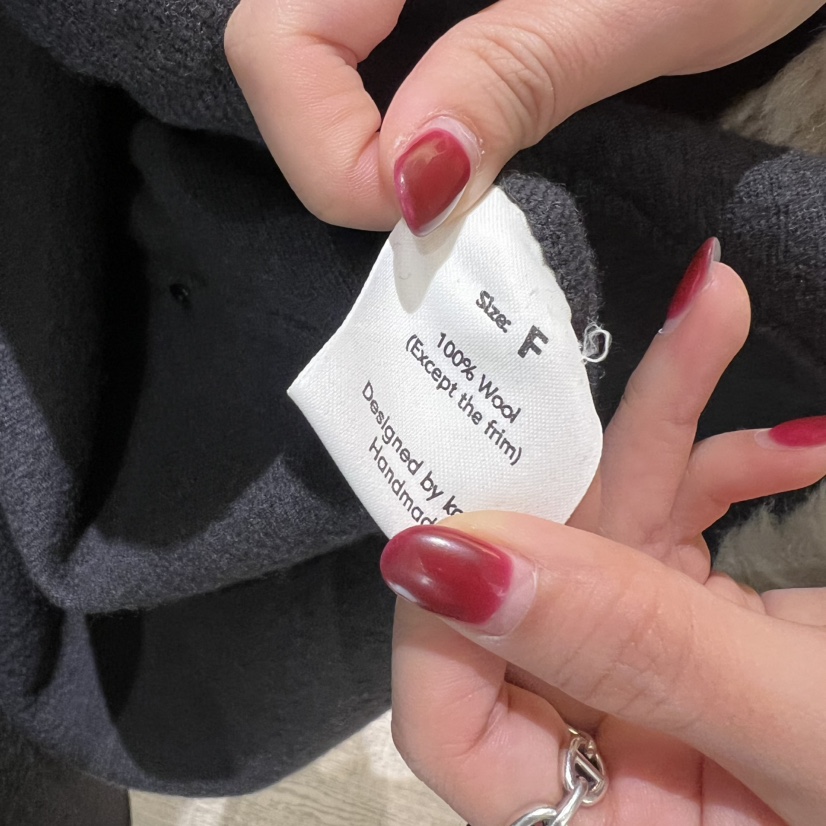 Size: F
100% Wool
(Except the frim)
Designed by
Handmad